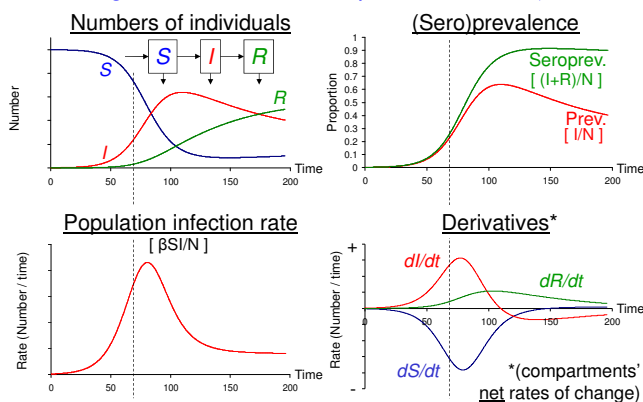 Numbers of individuals
S
S
I
R
R
I
Number
0
50
100
150
200
Time
(Sero)prevalence
Proportion
1
0.9
0.8
0.7
0.6
0.5
0.4
0.3
0.2
0.1
0
Seroprev.
[ (I+R)/N ]
Prev.
[ I/N ]
0
50
100
150
200
Time
Population infection rate
[ βSI/N ]
Rate (Number / time)
0
50
100
150
200
Time
Derivatives*
+
-
Rate (Number / time)
dI/dt
dR/dt
dS/dt
0
50
100
150
200
Time
*(compartments'
net rates of change)